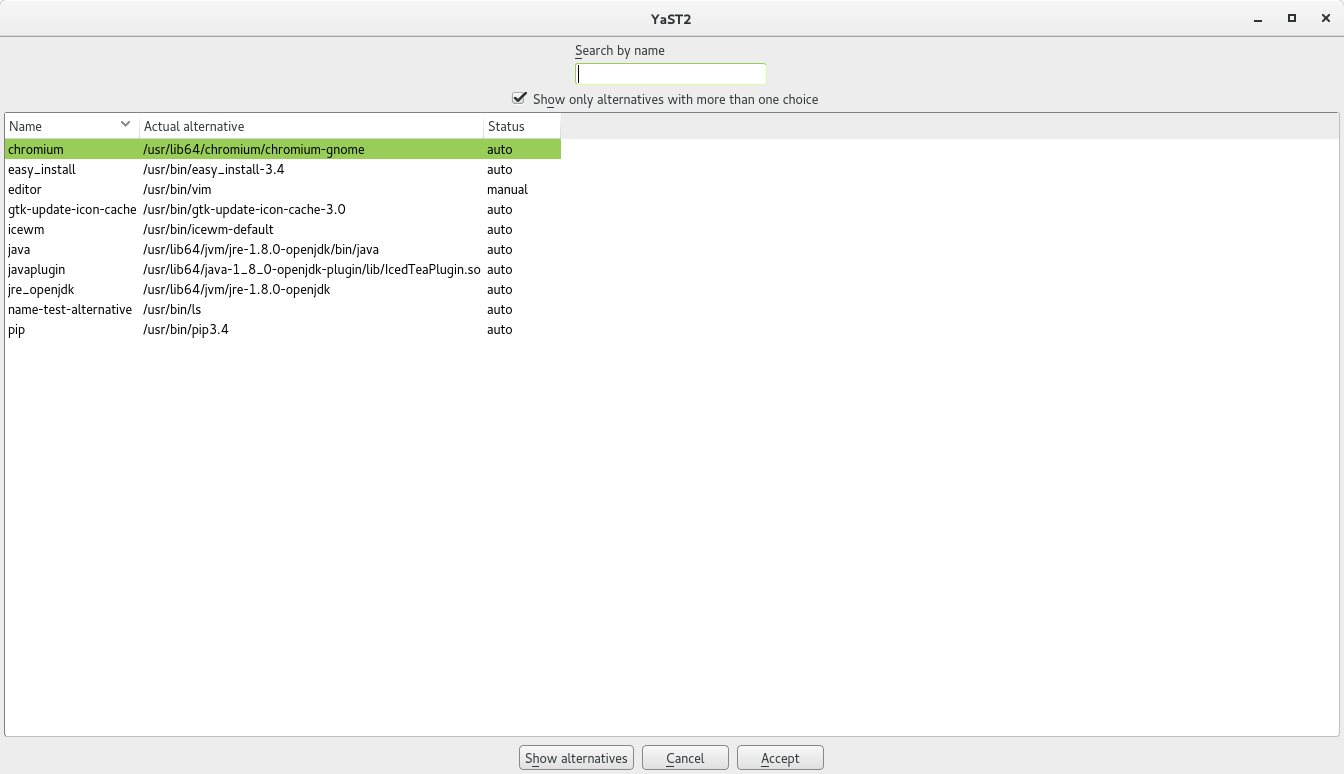 YaST2
Search by name
Show only alternatives with more than one choice
Name Actual alternative Status
chromium /usr/lib64/chromium/chromium-gnome auto
easy_install /usr/bin/easy_install-3.4 auto
editor /usr/bin/vim manual
gtk-update-icon-cache /usr/bin/gtk-update-icon-cache-3.0 auto
icewm /usr/bin/icewm-default auto
java /usr/lib64/jvm/jre-1.8.0-openjdk/bin/java auto
javaplugin /usr/lib64/java-1_8_0-openjdk-plugin/lib/IcedTeaPlugin.so auto
jre_openjdk /usr/lib64/jvm/jre-1.8.0-openjdk auto
name-test-alternative /usr/bin/ls auto
pip /usr/bin/pip3.4 auto
Show alternatives Cancel Accept